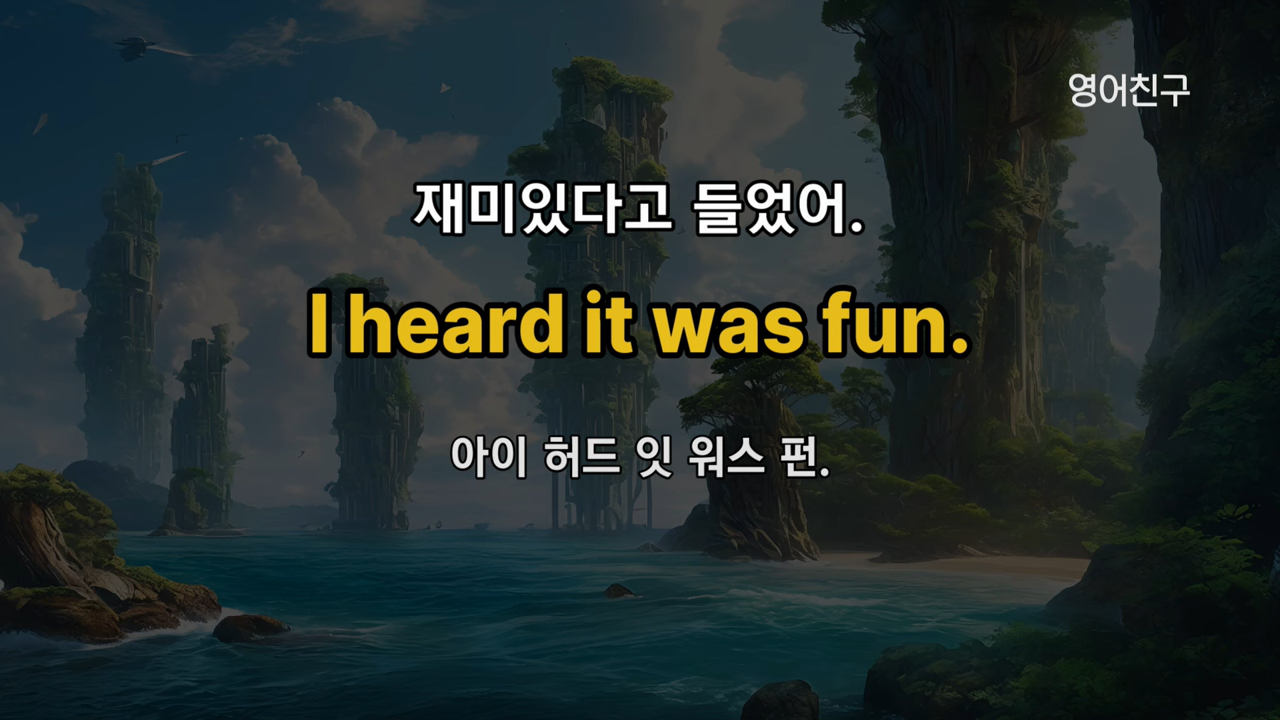 영어친구
재미있다고 들었어.
I heard it was fun.
아이 허드 잇 워스 펀.